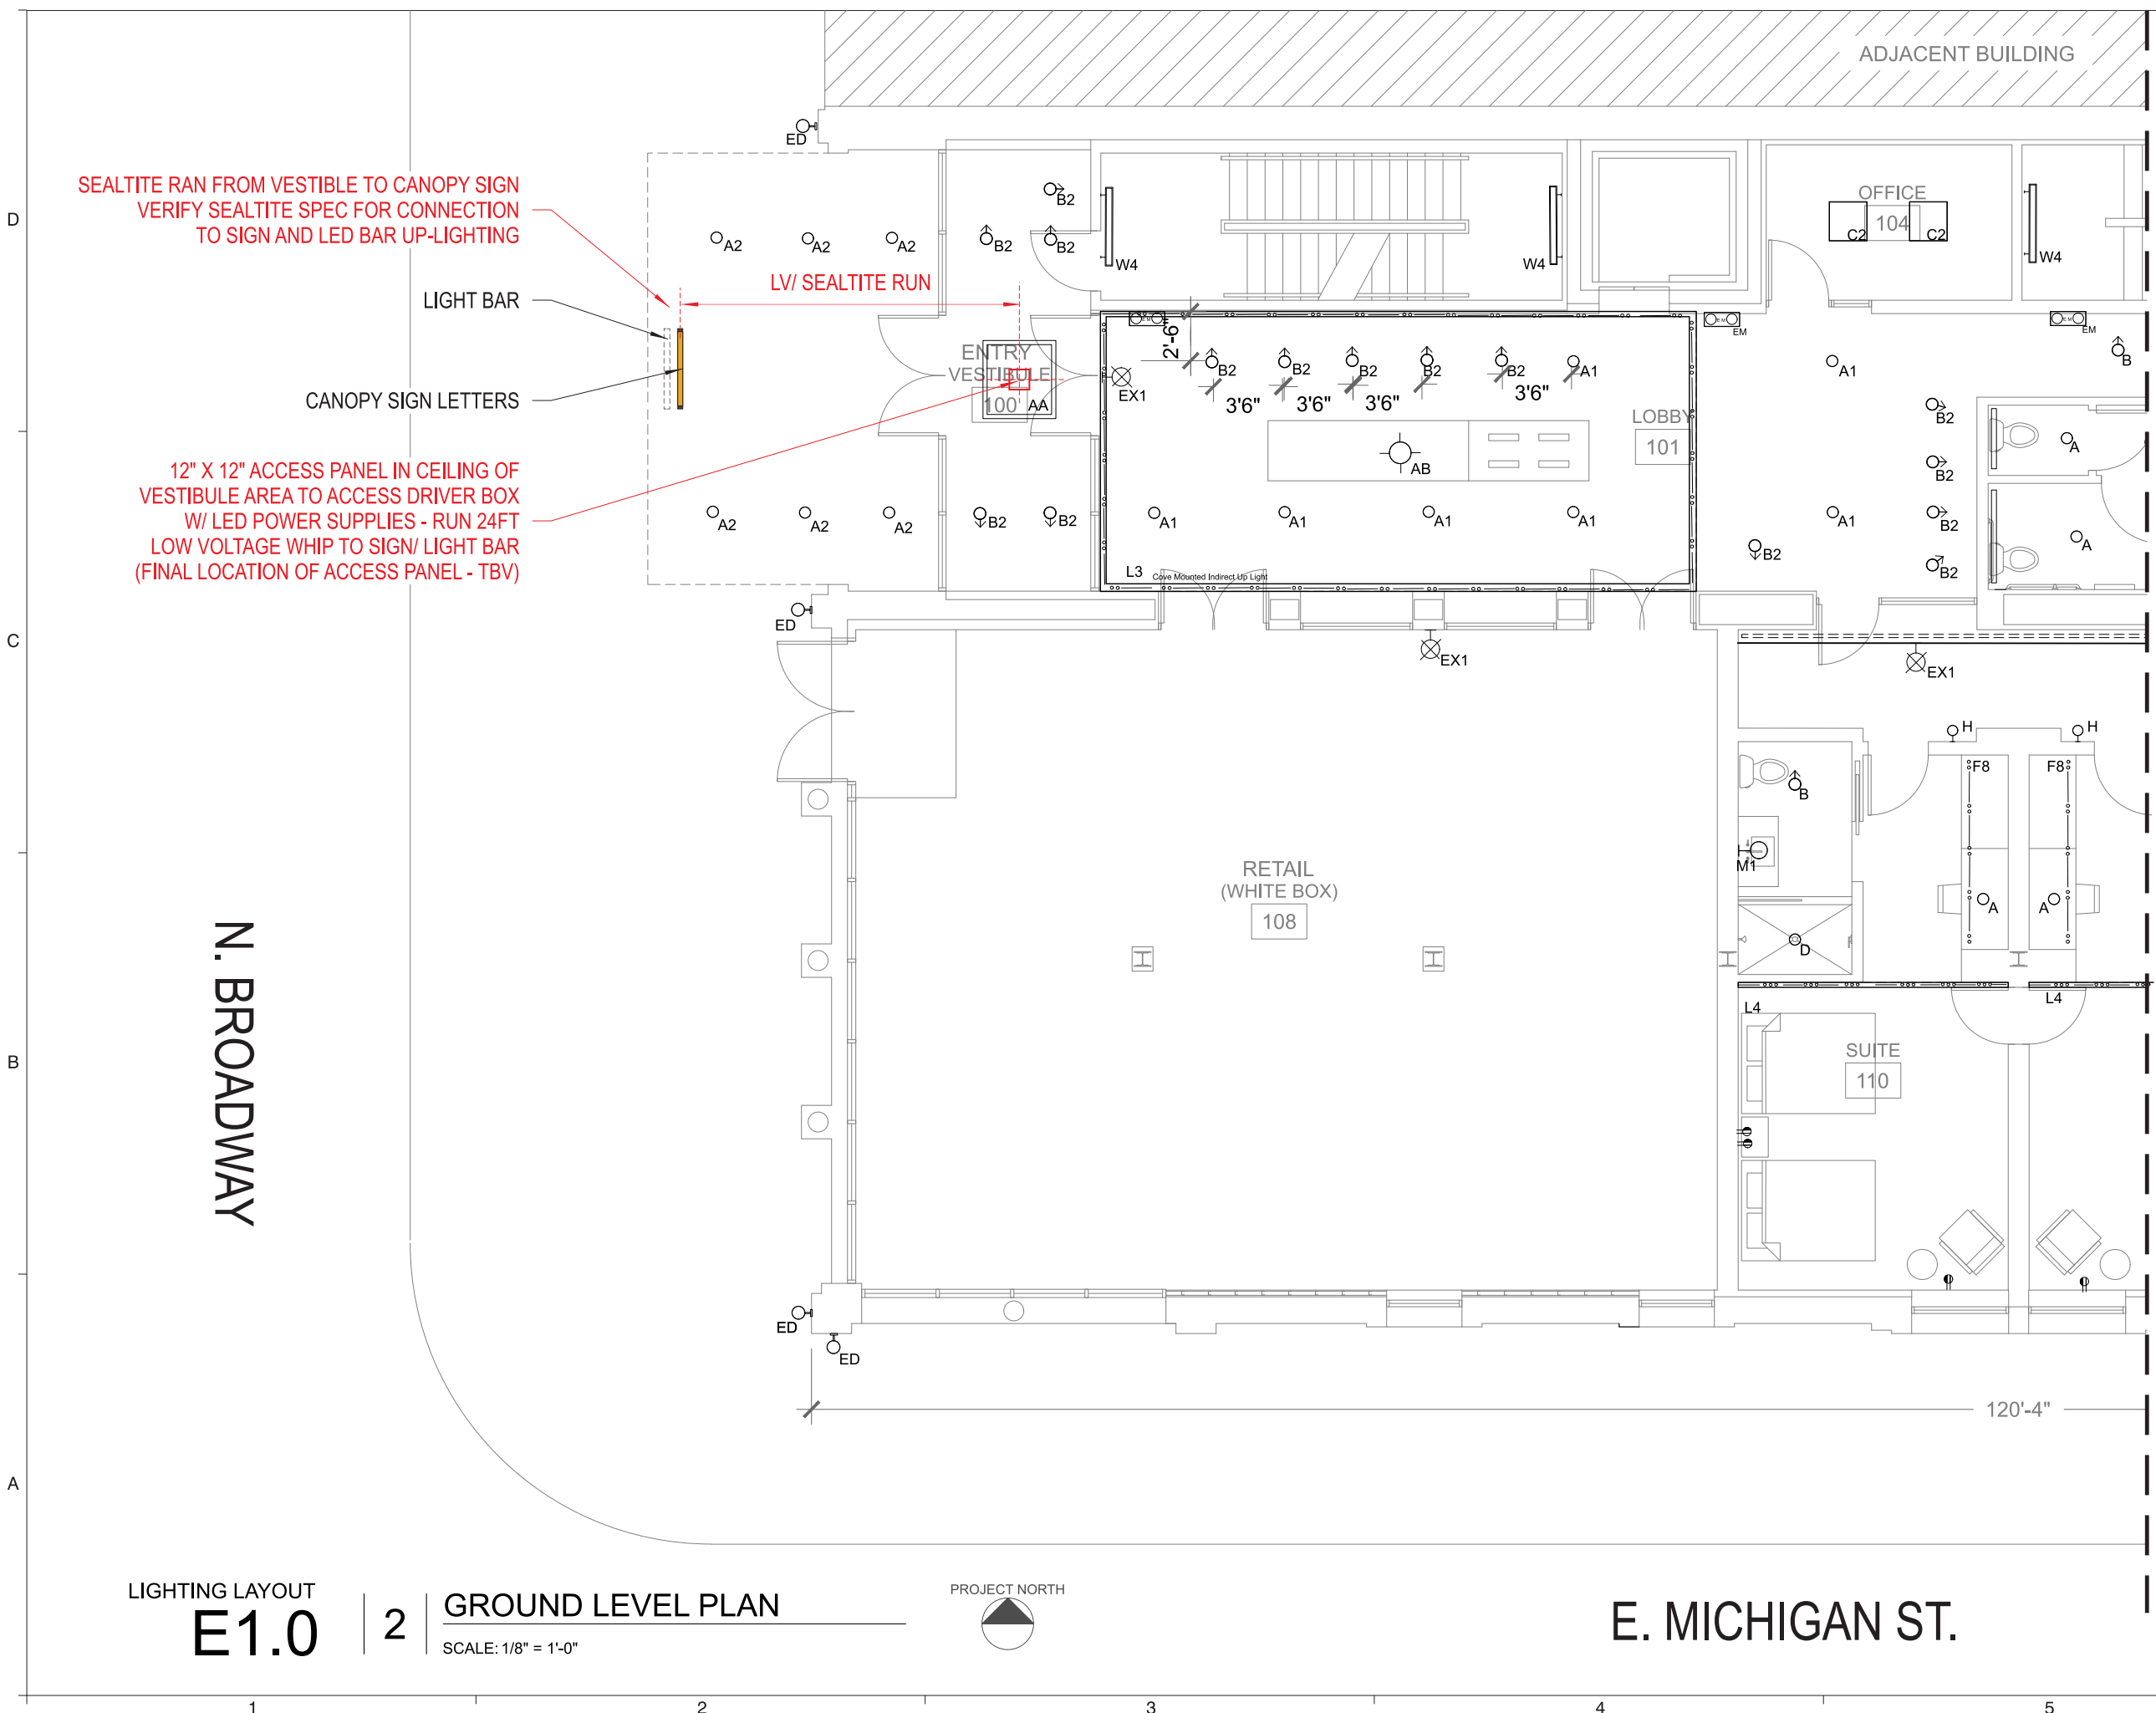 ADJACENT BUILDING
ED
SEALTITE RAN FROM VESTIBLE TO CANOPY SIGN
VERIFY SEALTITE SPEC FOR CONNECTION
TO SIGN AND LED BAR UP-LIGHTING
D
A2
A2
A2
B2
B2
B2
W4
W4
OFFICE
104
C2
C2
W4
LV/ SEALTITE RUN
LIGHT BAR
CANOPY SIGN LETTERS
ENTRY
VESTIBULE
100
AA
E M
2'-6"
EX1
B2
B2
B2
B2
B2
A1
3'6"
3'6"
3'6"
3'6"
LOBBY
101
AB
E M
EM
E M
EM
B
A1
B2
B2
B2
B2
B2
A1
A
A
12" X 12" ACCESS PANEL IN CEILING OF
VESTIBULE AREA TO ACCESS DRIVER BOX
W/ LED POWER SUPPLIES - RUN 24FT
LOW VOLTAGE WHIP TO SIGN/ LIGHT BAR
(FINAL LOCATION OF ACCESS PANEL - TBV)
A2
A2
A2
B2
B2
A1
A1
A1
A1
L3
Cove Mounted Indirect Up Light
ED
C
EX1
EX1
H
H
F8
F8
B
M1
A
A
D
RETAIL
(WHITE BOX)
108
L4
L4
SUITE
110
N. BROADWAY
B
ED
ED
120'-4"
A
LIGHTING LAYOUT
E1.0
2
GROUND LEVEL PLAN
SCALE: 1/8" = 1'-0"
PROJECT NORTH
E. MICHIGAN ST.
1
2
3
4
5